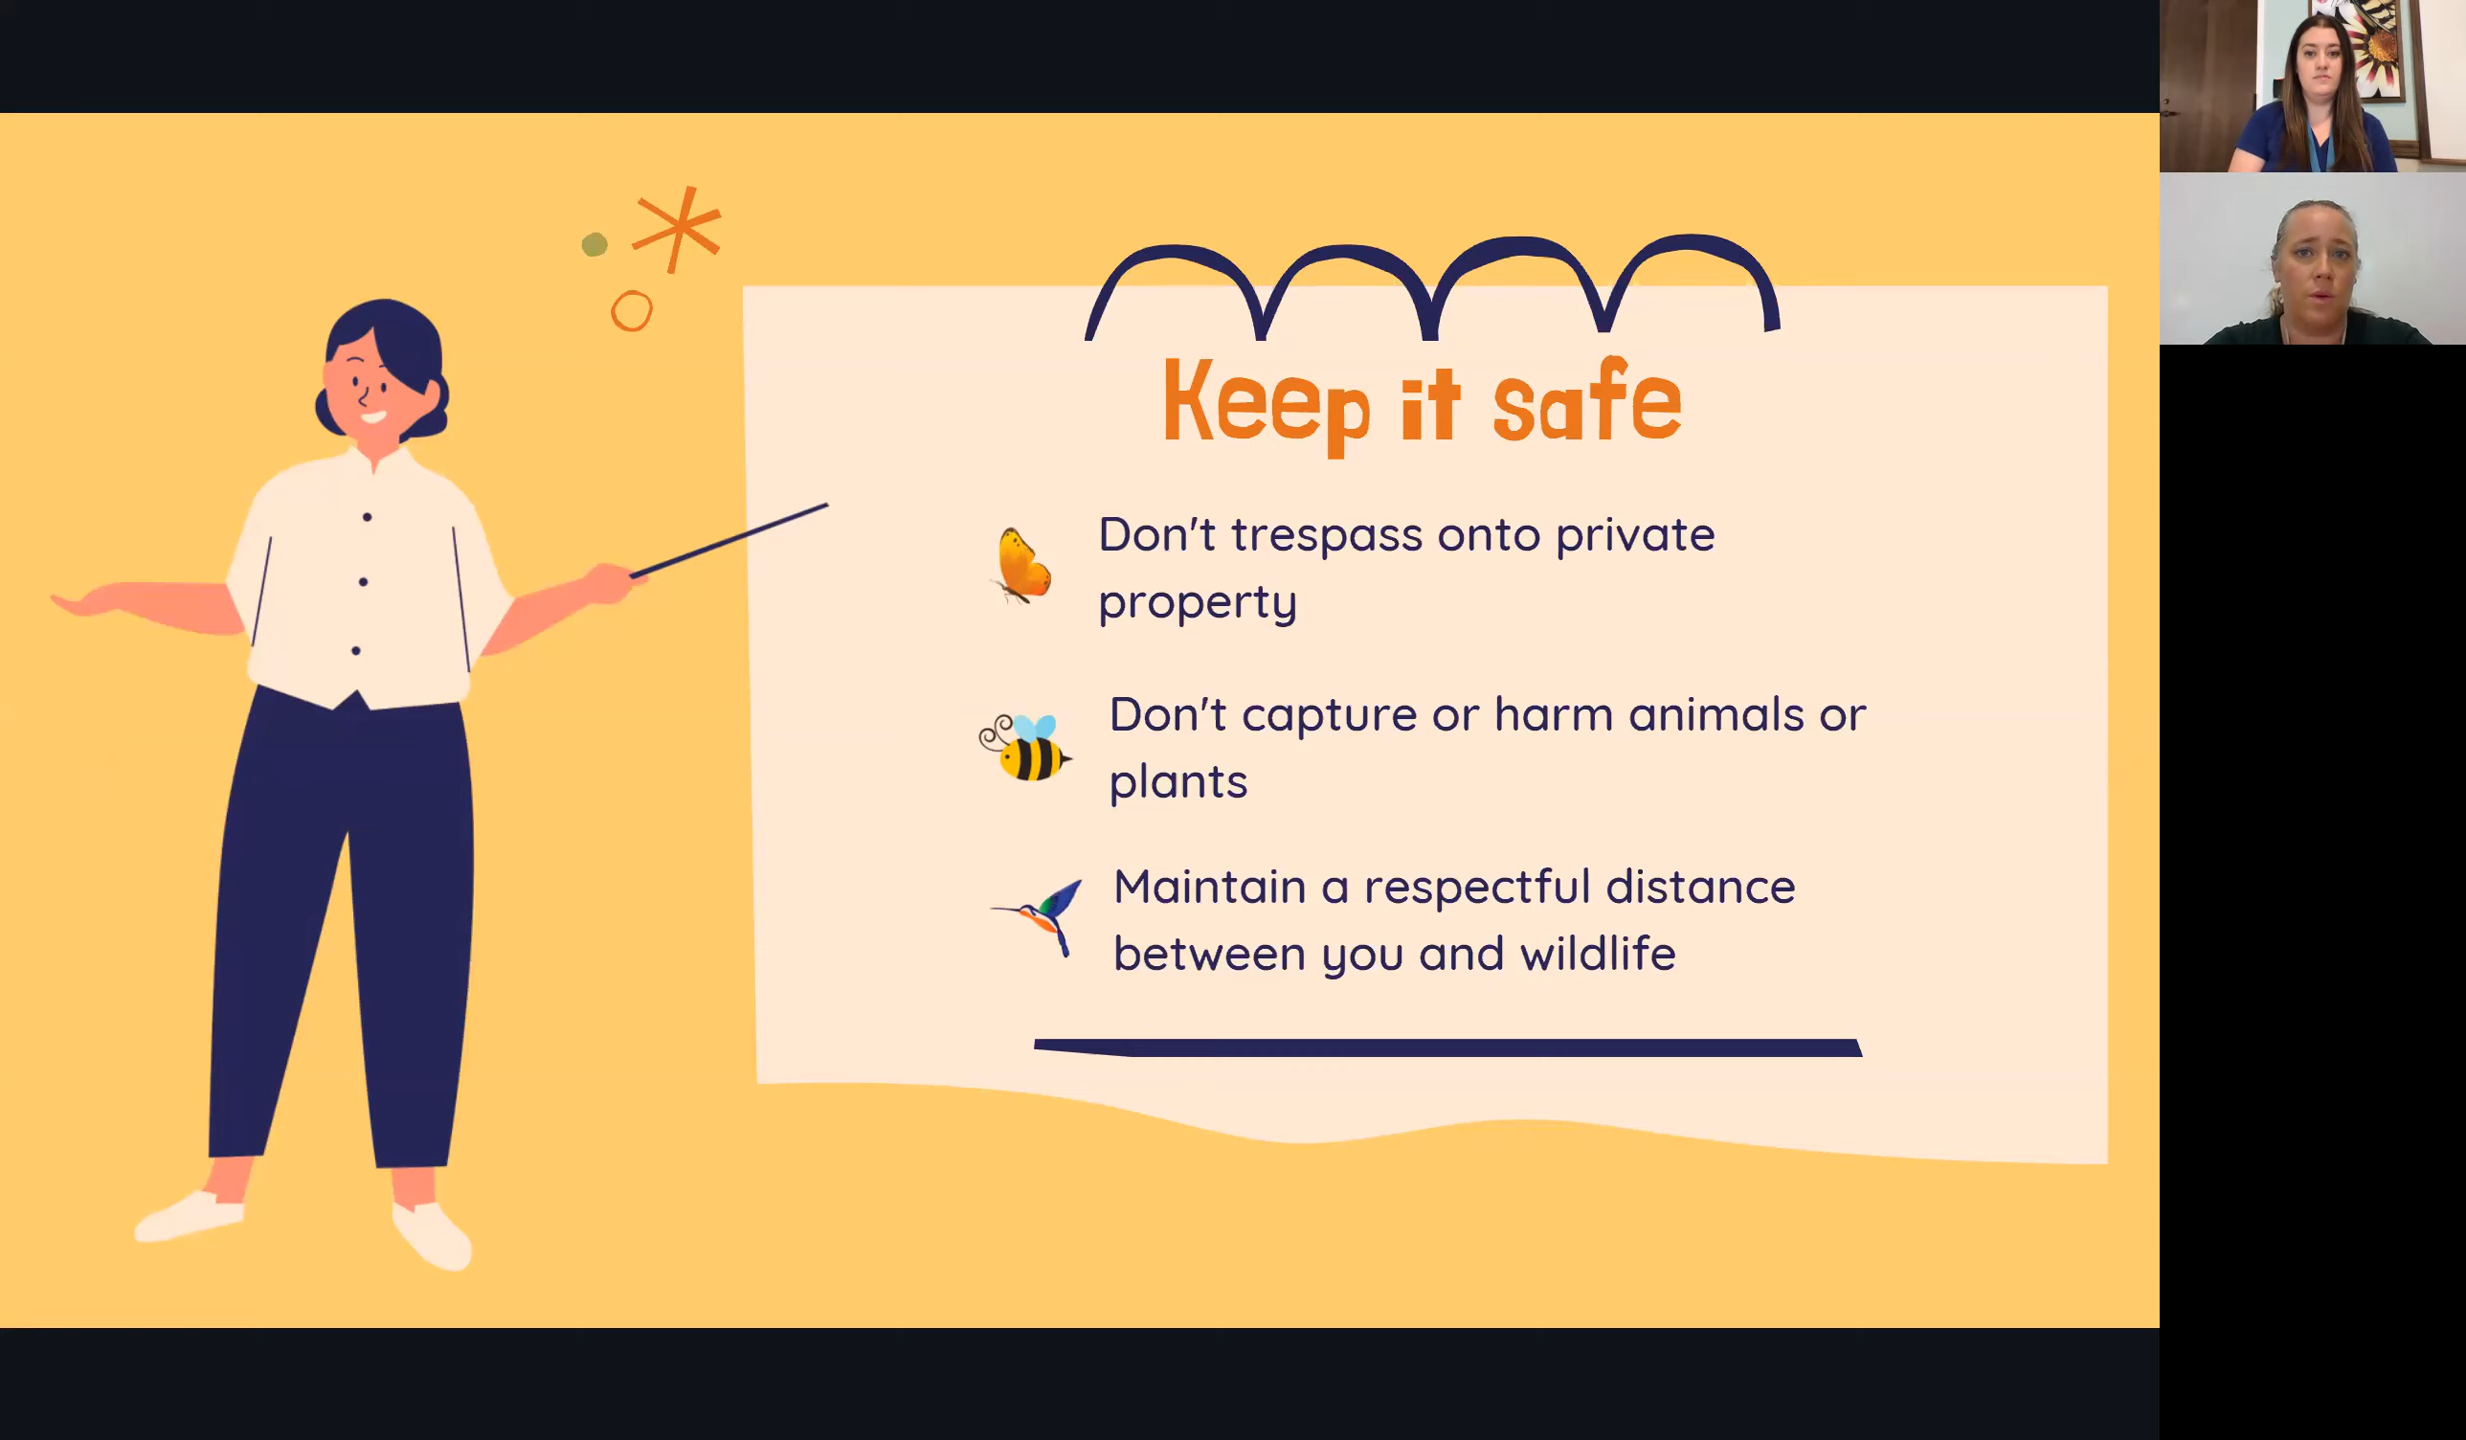 Keep it safe
Don't trespass onto private
property
Don't capture or harm animals or
plants
Maintain a respectful distance
between you and wildlife